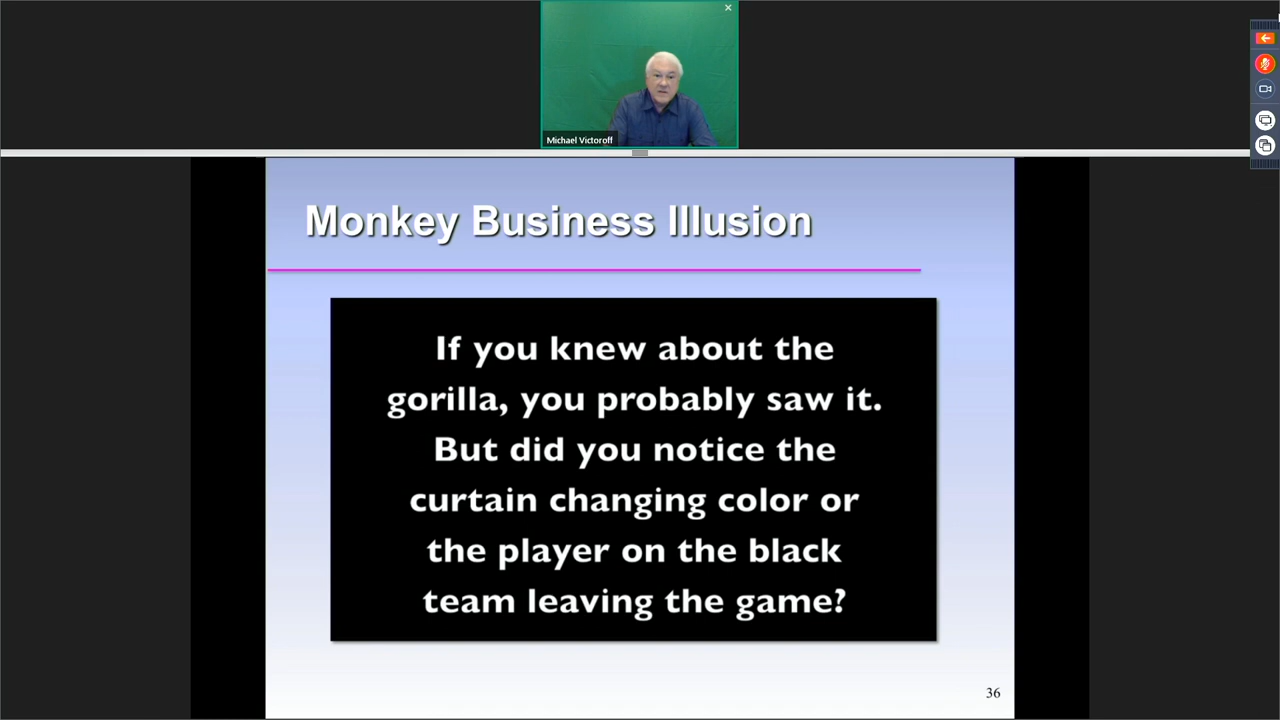 Michael Victoroff
Monkey Business Illusion
If you knew about the
gorilla, you probably saw it.
But did you notice the
curtain changing color or
the player on the black
team leaving the game?
36